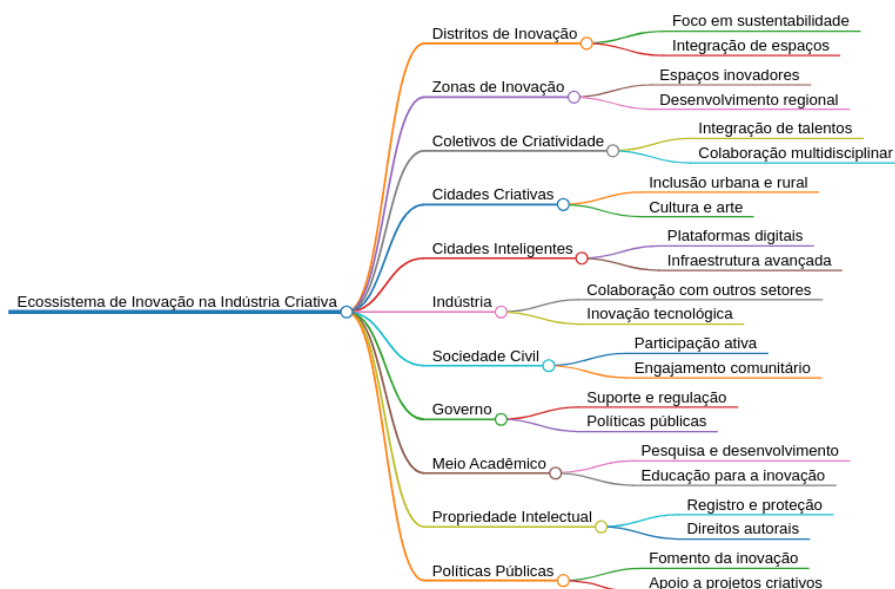 Ecossistema de Inovação na Indústria Criativa
Distritos de Inovação
Foco em sustentabilidade
Integração de espaços
Zonas de Inovação
Espaços inovadores
Desenvolvimento regional
Coletivos de Criatividade
Integração de talentos
Colaboração multidisciplinar
Cidades Criativas
Inclusão urbana e rural
Cultura e arte
Cidades Inteligentes
Plataformas digitais
Infraestrutura avançada
Indústria
Colaboração com outros setores
Inovação tecnológica
Sociedade Civil
Participação ativa
Engajamento comunitário
Governo
Suporte e regulação
Políticas públicas
Meio Acadêmico
Pesquisa e desenvolvimento
Educação para a inovação
Propriedade Intelectual
Registro e proteção
Direitos autorais
Políticas Públicas
Fomento da inovação
Apoio a projetos criativos